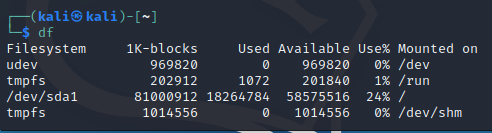 ┌──(kali㉿kali)-[~]
└─$ df
Filesystem     1K-blocks     Used Available Use% Mounted on
udev              969820        0    969820   0% /dev
tmpfs             202912     1072    201840   1% /run
/dev/sda1       81000912 18264784  58575516  24% /
tmpfs            1014556        0   1014556   0% /dev/shm